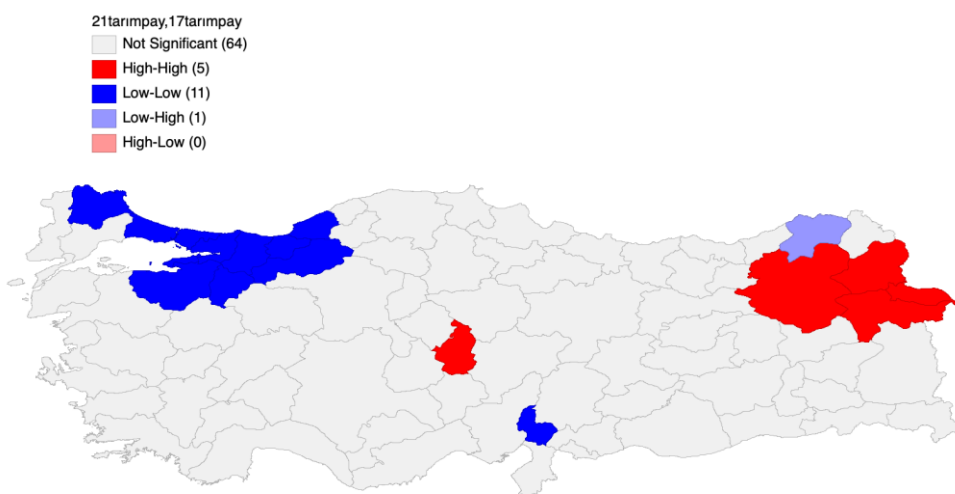 21tarımpay,17tarımpay
Not Significant (64)
High-High (5)
Low-Low (11)
Low-High (1)
High-Low (0)